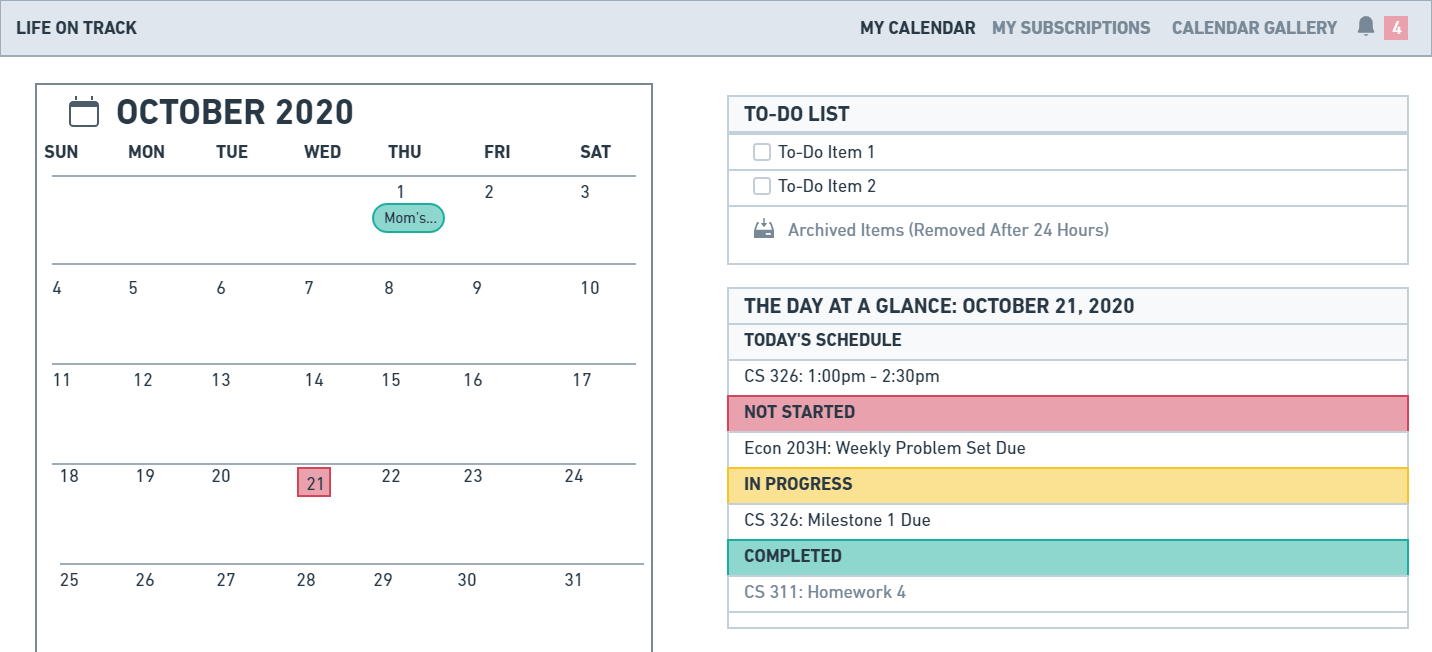 LIFE ON TRACK
MY CALENDAR MY SUBSCRIPTIONS CALENDAR GALLERY 4
OCTOBER 2020
SUN MON TUE WED THU FRI SAT
1 2 3
Mom's...
4 5 6 7 8 9 10
11 12 13 14 15 16 17
18 19 20 21 22 23 24
25 26 27 28 29 30 31
TO-DO LIST
To-Do Item 1
To-Do Item 2
Archived Items (Removed After 24 Hours)
THE DAY AT A GLANCE: OCTOBER 21, 2020
TODAY'S SCHEDULE
CS 326: 1:00pm - 2:30pm
NOT STARTED
Econ 203H: Weekly Problem Set Due
IN PROGRESS
CS 326: Milestone 1 Due
COMPLETED
CS 311: Homework 4